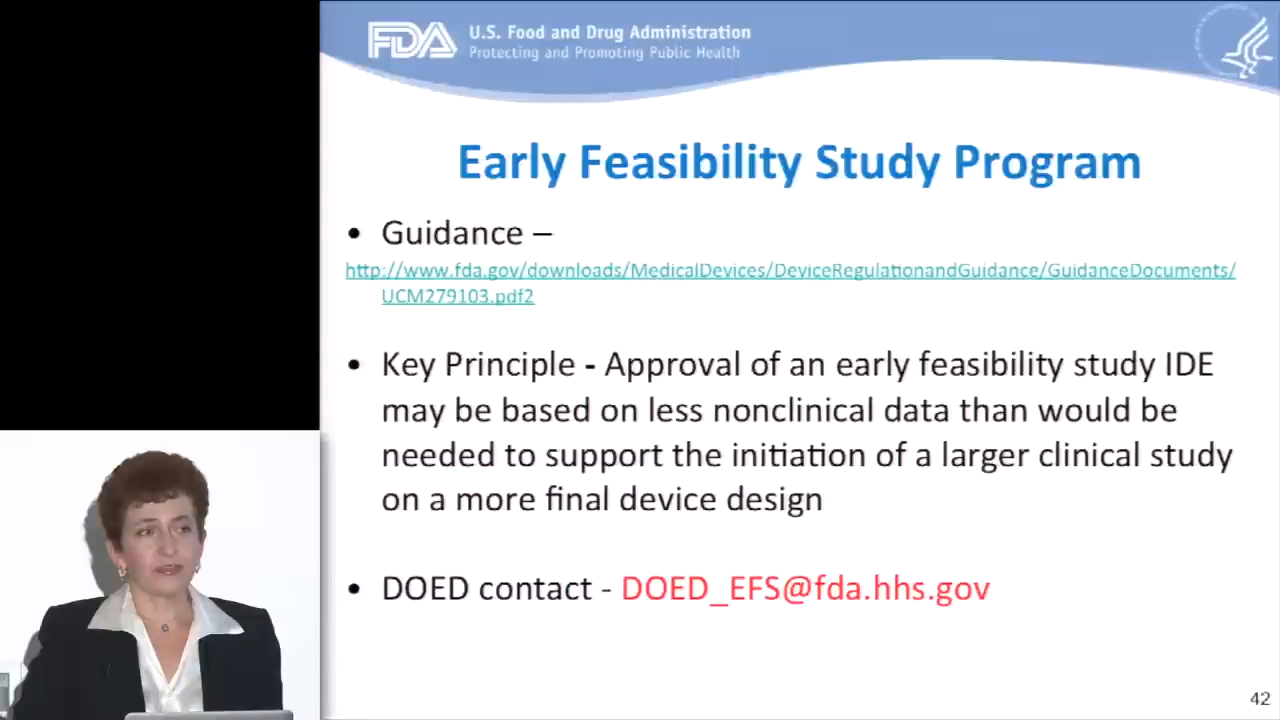 FDA
U.S. Food and Drug Administration
Protecting and Promoting Public Health
Early Feasibility Study Program
• Guidance –
http://www.fda.gov/downloads/MedicalDevices/DeviceRegulationandGuidance/GuidanceDocuments/
UCM279103.pdf2
• Key Principle - Approval of an early feasibility study IDE
may be based on less nonclinical data than would be
needed to support the initiation of a larger clinical study
on a more final device design
• DOED contact - DOED_EFS@fda.hhs.gov
42